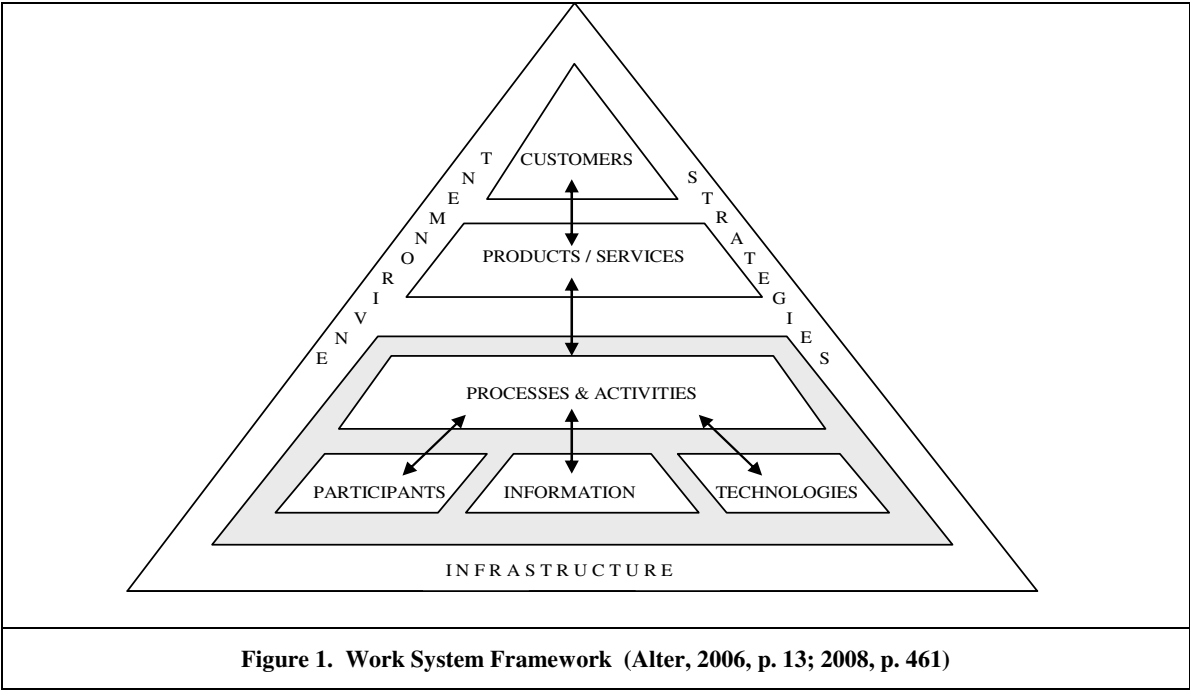 CUSTOMERS
ENVIRONMENT
STRATEGIES
PRODUCTS / SERVICES
PROCESSES & ACTIVITIES
PARTICIPANTS
INFORMATION
TECHNOLOGIES
INFRASTRUCTURE
Figure 1. Work System Framework (Alter, 2006, p. 13; 2008, p. 461)